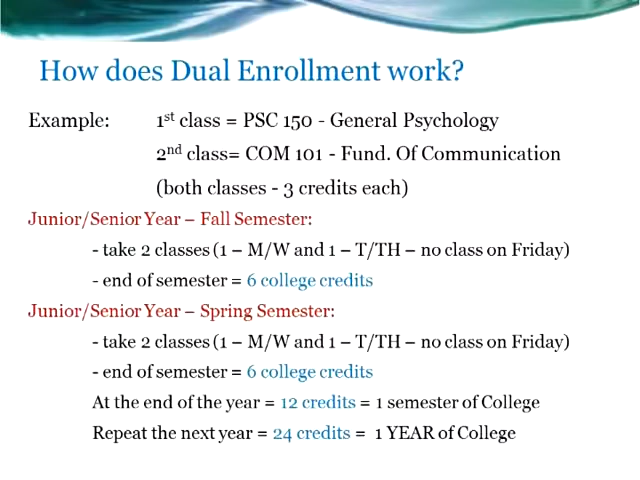 How does Dual Enrollment work?
Example: 1st class = PSC 150 - General Psychology
2nd class= COM 101 - Fund. Of Communication
(both classes - 3 credits each)
Junior/Senior Year – Fall Semester:
- take 2 classes (1 – M/W and 1 – T/TH – no class on Friday)
- end of semester = 6 college credits
Junior/Senior Year – Spring Semester:
- take 2 classes (1 – M/W and 1 – T/TH – no class on Friday)
- end of semester = 6 college credits
At the end of the year = 12 credits = 1 semester of College
Repeat the next year = 24 credits = 1 YEAR of College